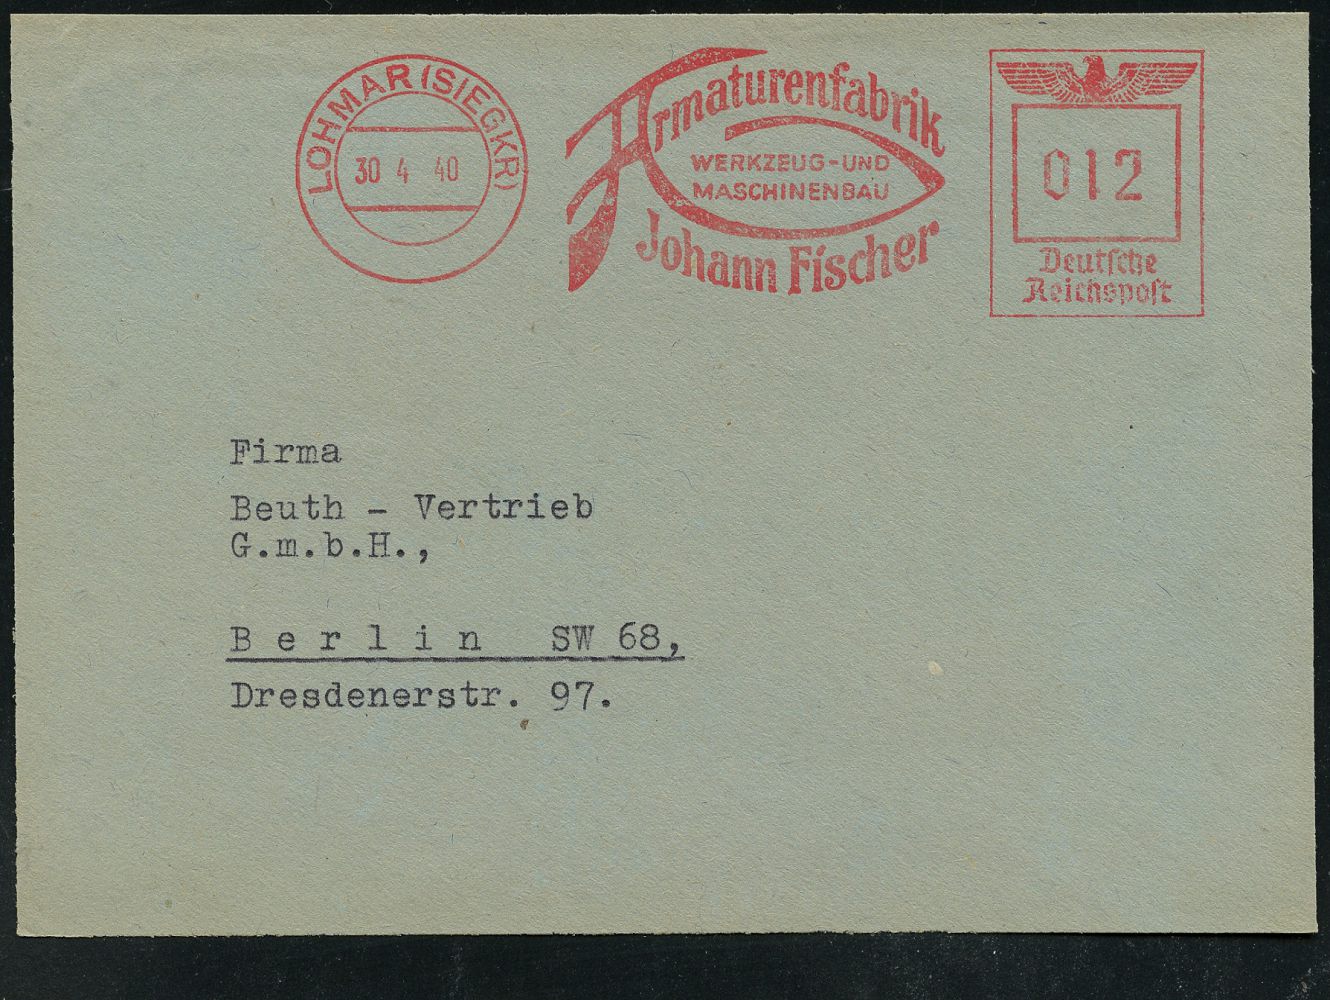 LOHMAR (SIEGKR)
30 4 40
Armaturenfabrik
WERKZEUG-UND
MASCHINENBAU
Johann Fischer
012
Deutsche
Reichspost
Firma
Beuth - Vertrieb
G.m.b.H.,
B e r l i n   SW 68,
Dresdenerstr. 97.